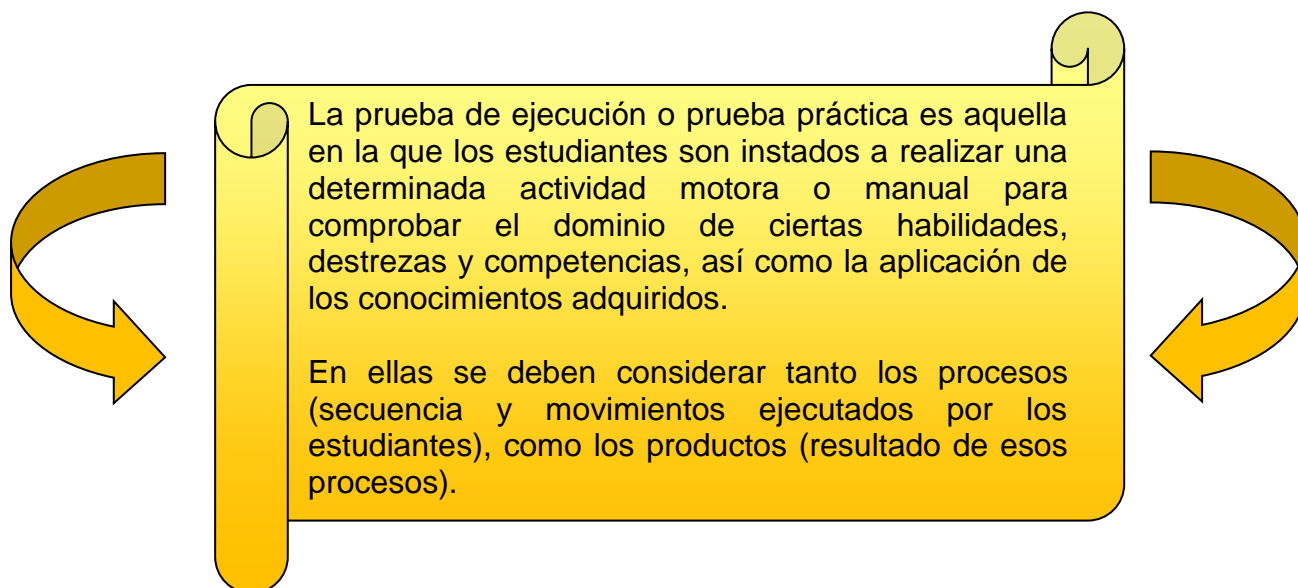 La prueba de ejecución o prueba práctica es aquella
en la que los estudiantes son instados a realizar una
determinada actividad motora o manual para
comprobar el dominio de ciertas habilidades,
destrezas y competencias, así como la aplicación de
los conocimientos adquiridos.
En ellas se deben considerar tanto los procesos
(secuencia y movimientos ejecutados por los
estudiantes), como los productos (resultado de esos
procesos).